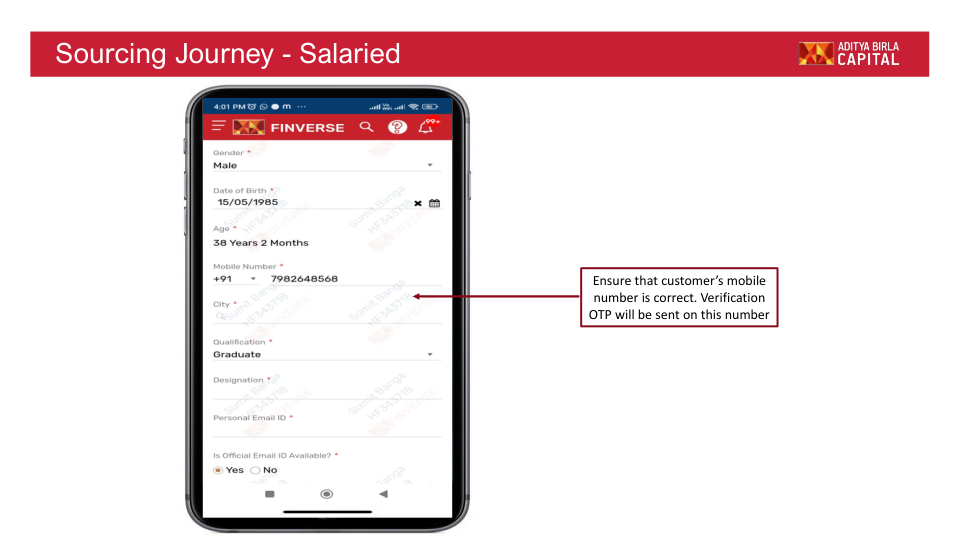 Sourcing Journey - Salaried
ADITYA BIRLA
CAPITAL
4:01 PM
FINVERSE
99+
Gender *
Male
Date of Birth *
15/05/1985
Age *
38 Years 2 Months
Mobile Number *
+91 7982648568
City *
Qualification *
Graduate
Designation *
Personal Email ID *
Is Official Email ID Available? *
Yes No
Sumit Banga
HF343718
FINVERSE
Ensure that customer's mobile
number is correct. Verification
OTP will be sent on this number